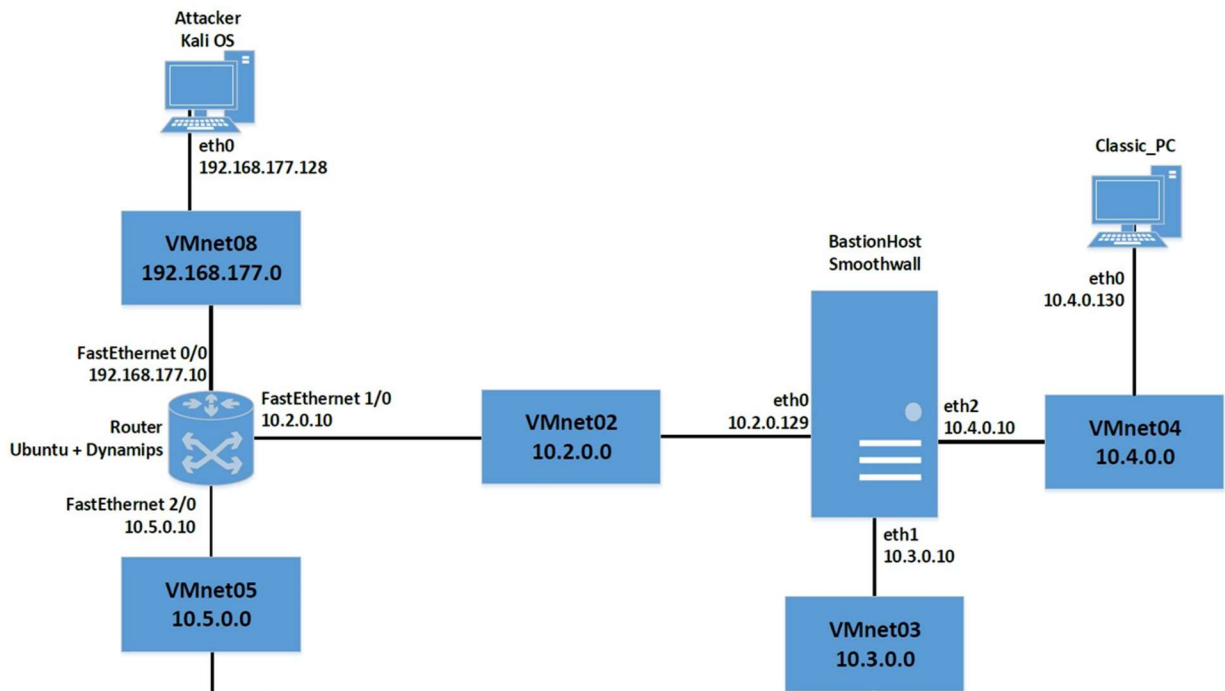 Attacker
Kali OS
eth0
192.168.177.128
VMnet08
192.168.177.0
FastEthernet 0/0
192.168.177.10
Router
Ubuntu + Dynamips
FastEthernet 1/0
10.2.0.10
FastEthernet 2/0
10.5.0.10
VMnet05
10.5.0.0
VMnet02
10.2.0.0
BastionHost
Smoothwall
eth0
10.2.0.129
eth2
10.4.0.10
eth1
10.3.0.10
VMnet03
10.3.0.0
Classic_PC
eth0
10.4.0.130
VMnet04
10.4.0.0